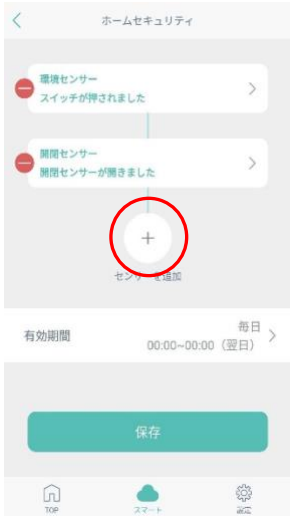 ホームセキュリティ
環境センサー
スイッチが押されました
開閉センサー
開閉センサーが開きました
+
センサーを追加
有効期間
毎日
00:00~00:00（翌日）
保存
TOP
スマート
設定